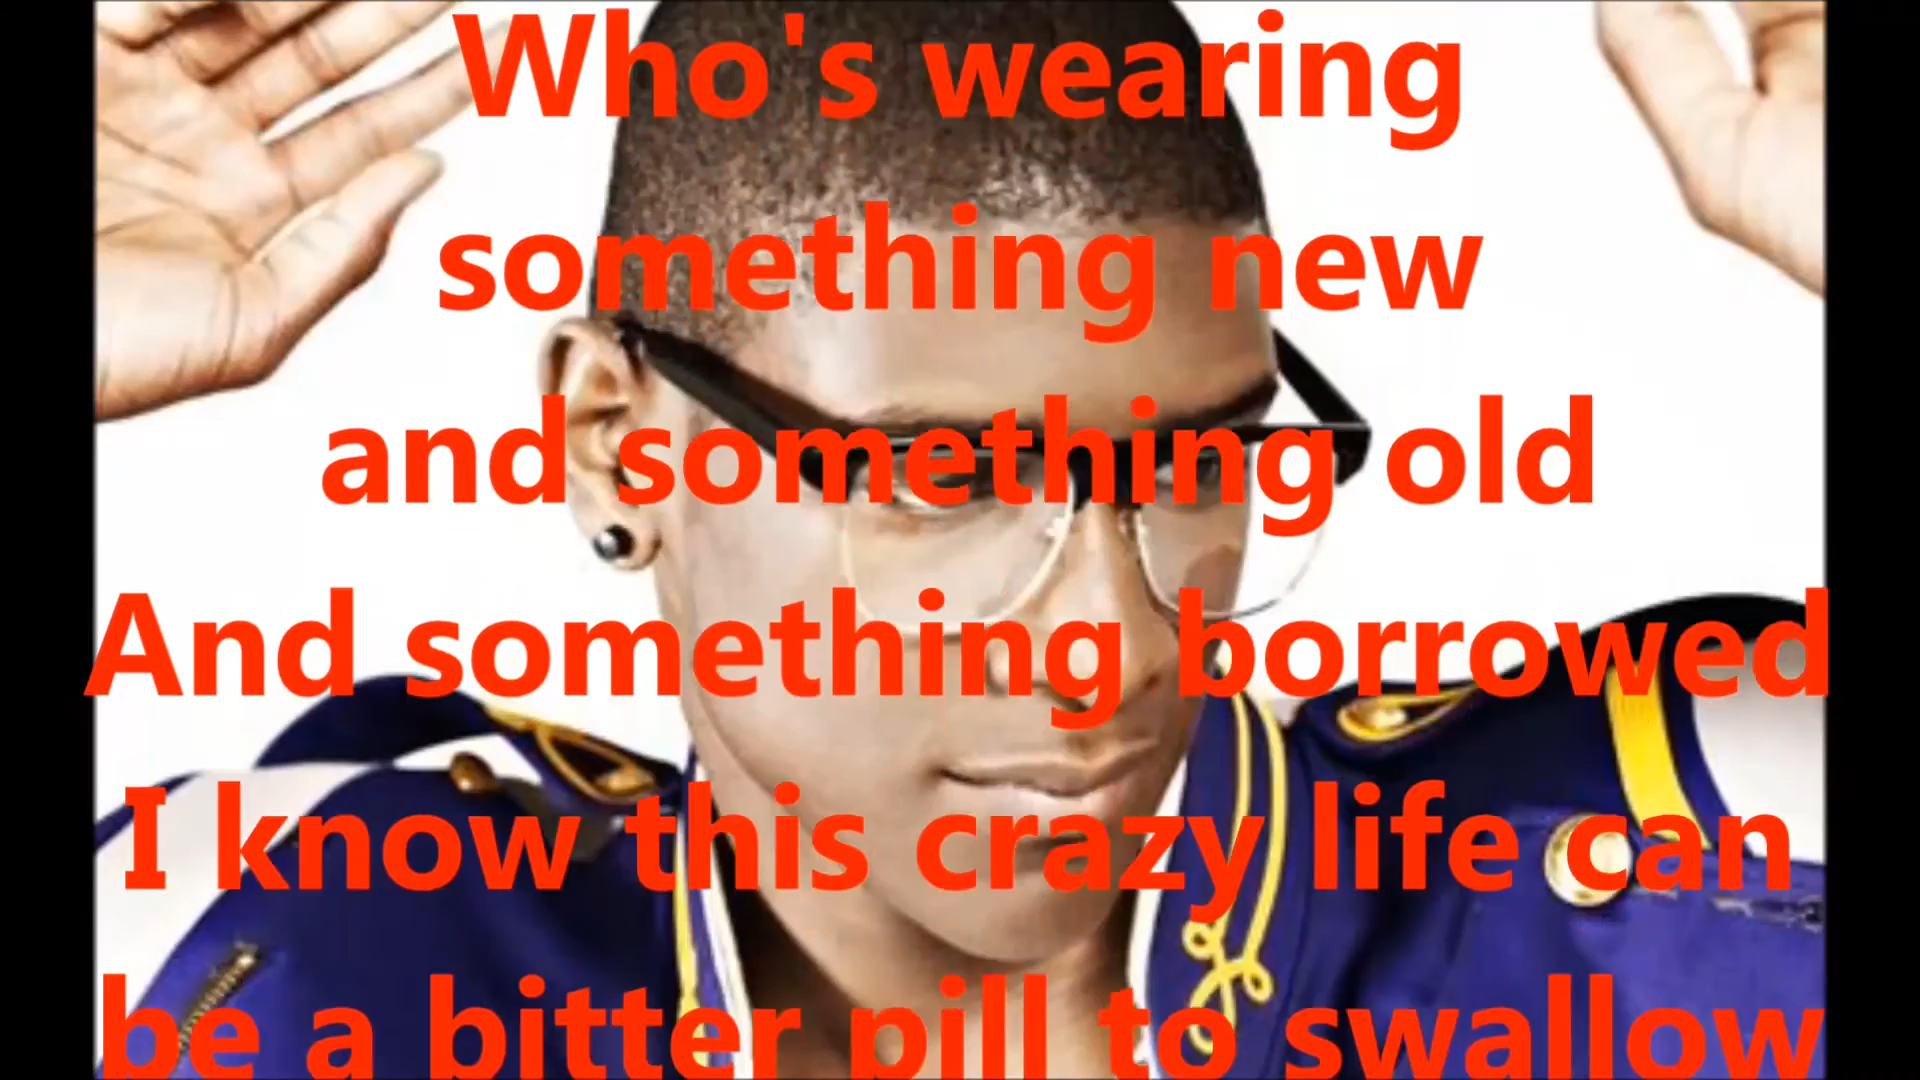 Who's wearing
something new
and something old
And something borrowed
I know this crazy life can
be a bitter pill to swallow